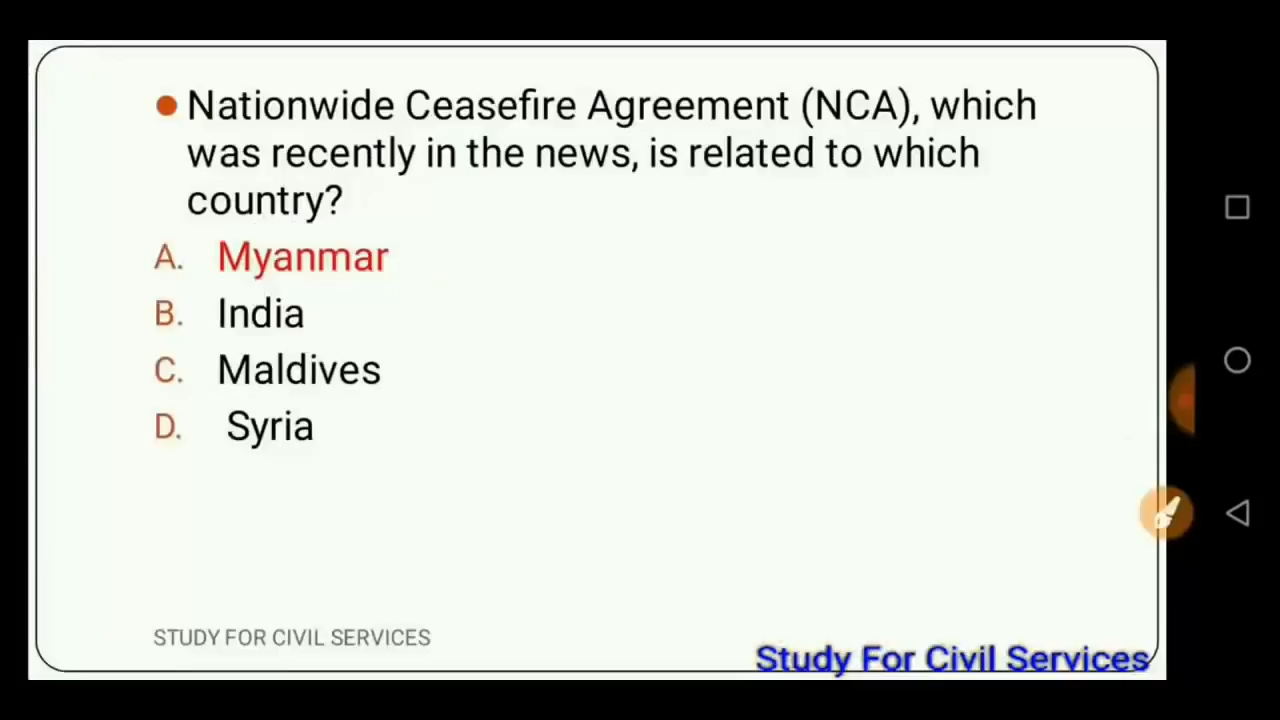 Nationwide Ceasefire Agreement (NCA), which
was recently in the news, is related to which
country?
A. Myanmar
B. India
C. Maldives
D. Syria
STUDY FOR CIVIL SERVICES
Study For Civil Services